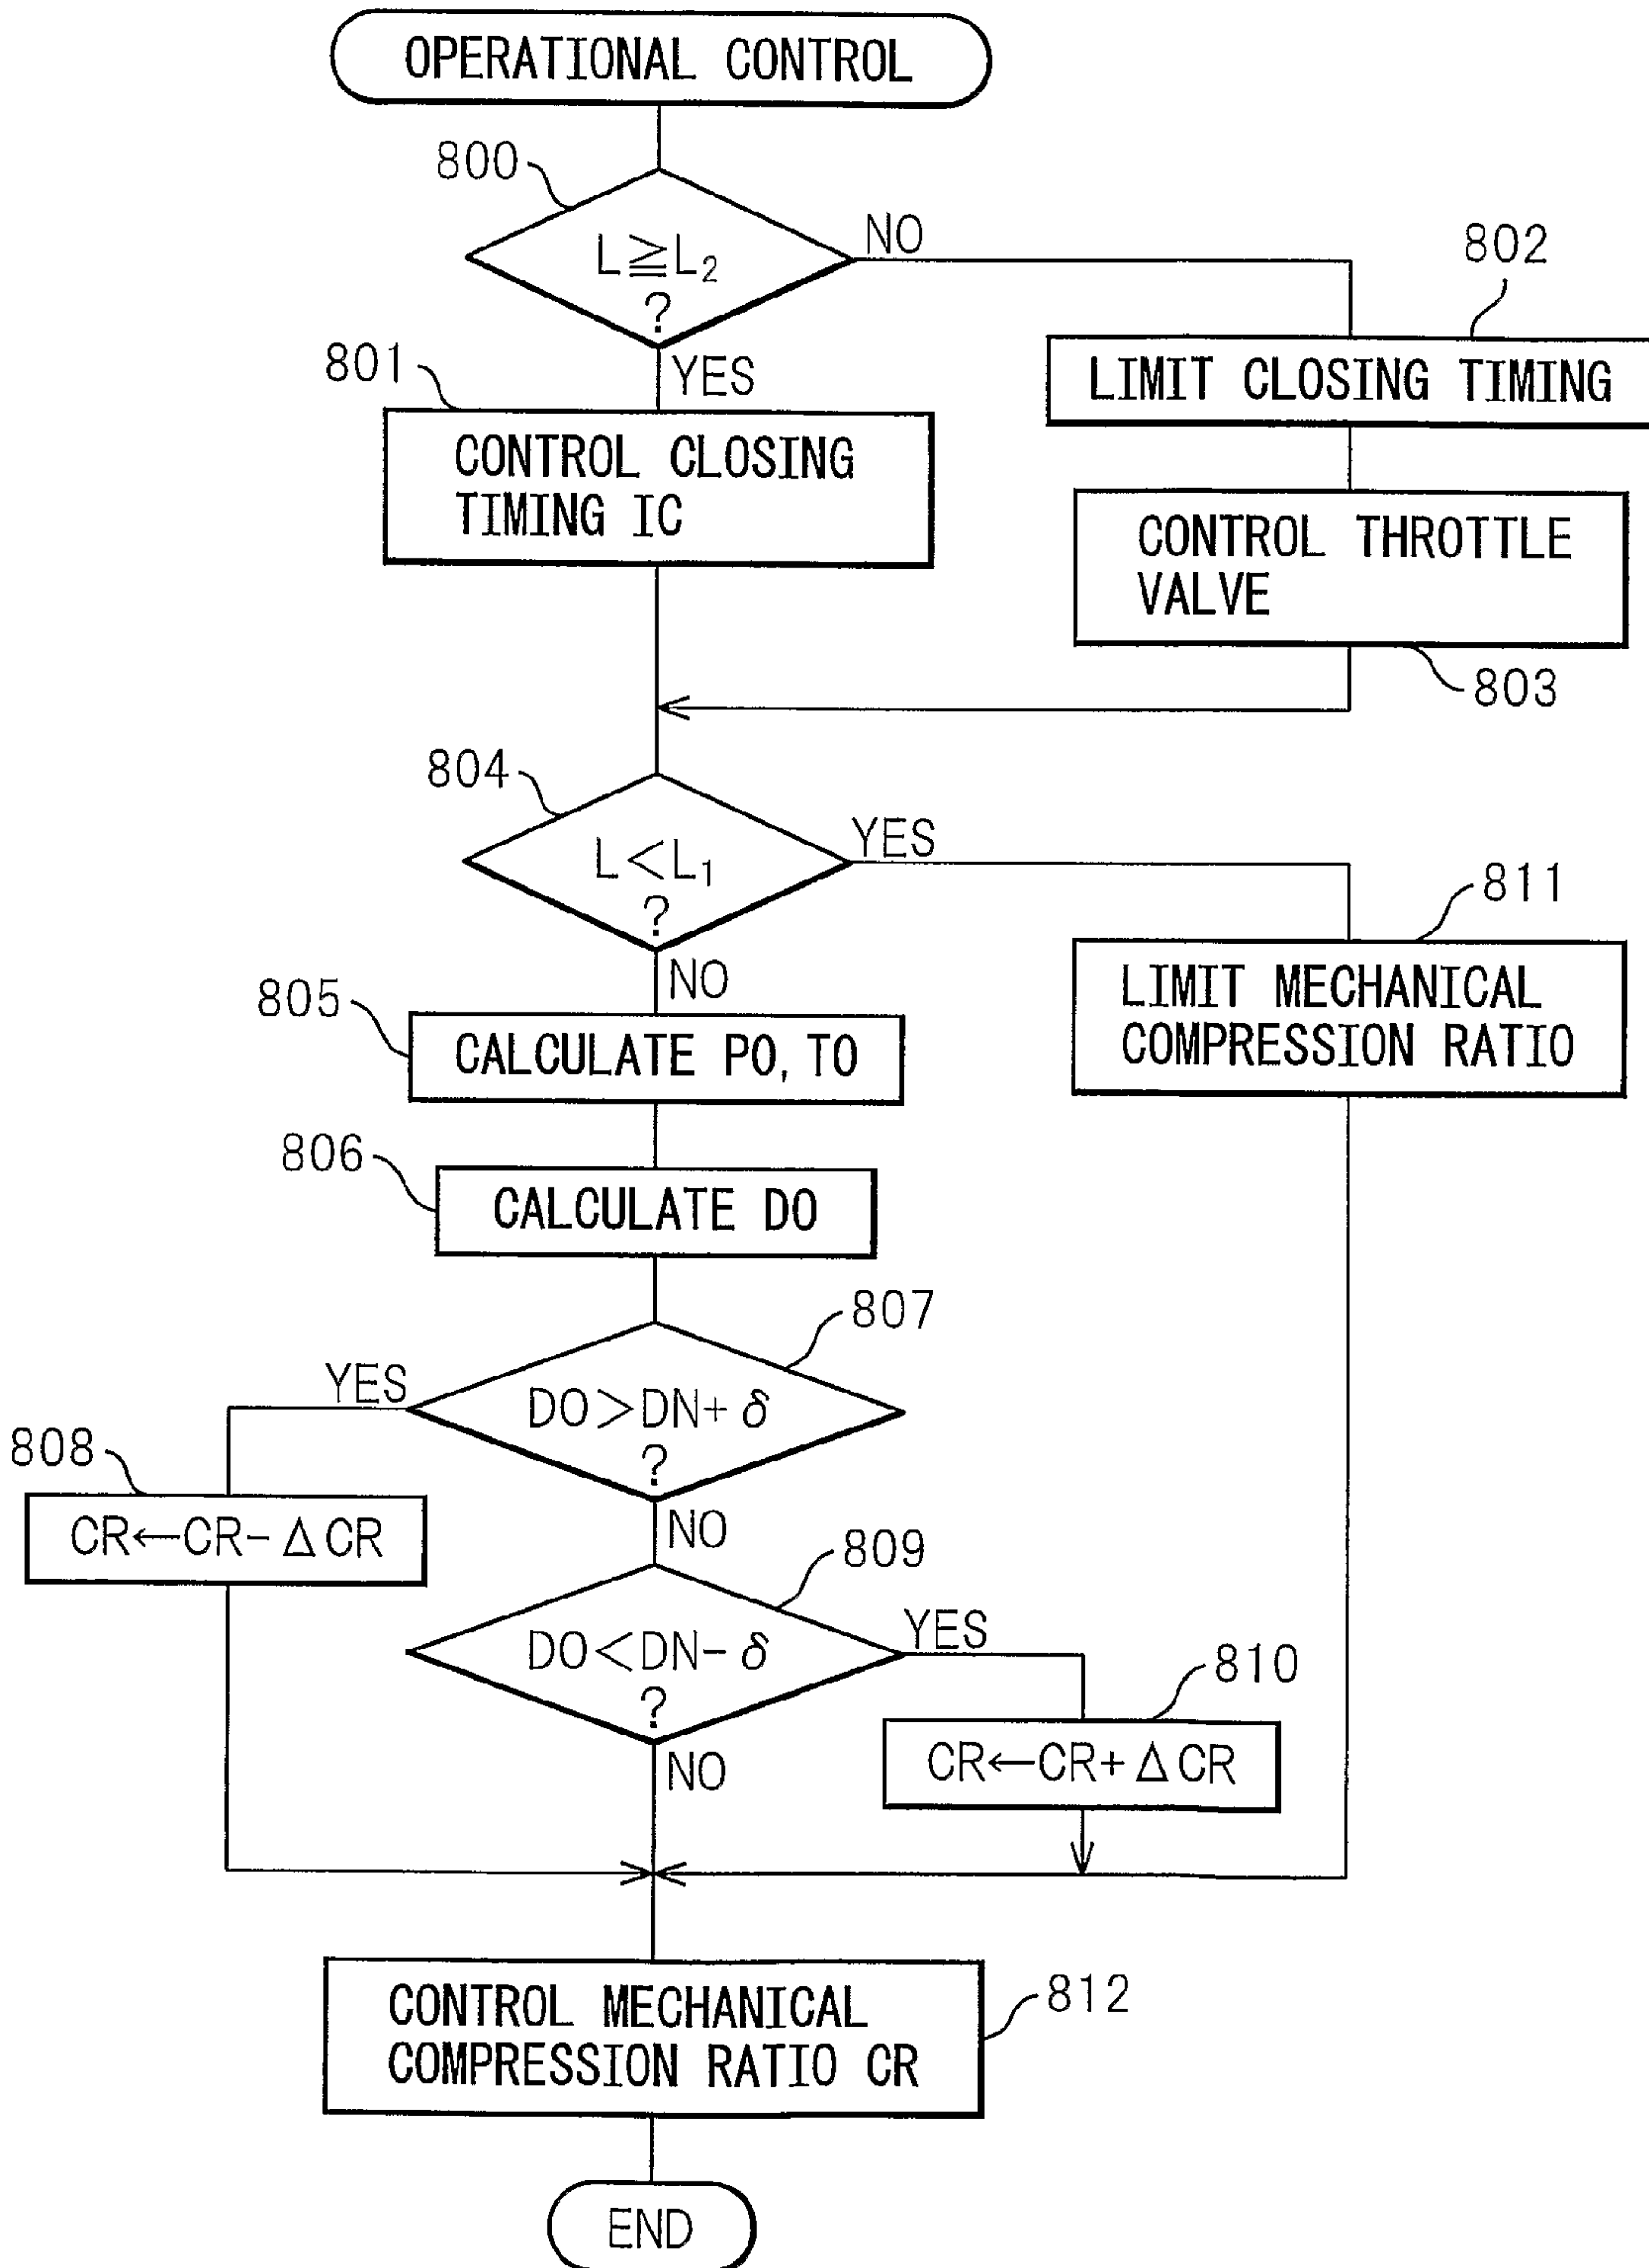 OPERATIONAL CONTROL
800
L≧L2
?
NO
YES
801
CONTROL CLOSING
TIMING IC
802
LIMIT CLOSING TIMING
CONTROL THROTTLE
VALVE
803
804
L<L1
?
YES
NO
811
LIMIT MECHANICAL
COMPRESSION RATIO
805
CALCULATE PO, TO
806
CALCULATE DO
807
DO>DN+δ
?
YES
NO
808
CR←CR-ΔCR
809
DO<DN-δ
?
YES
NO
810
CR←CR+ΔCR
CONTROL MECHANICAL
COMPRESSION RATIO CR
812
END